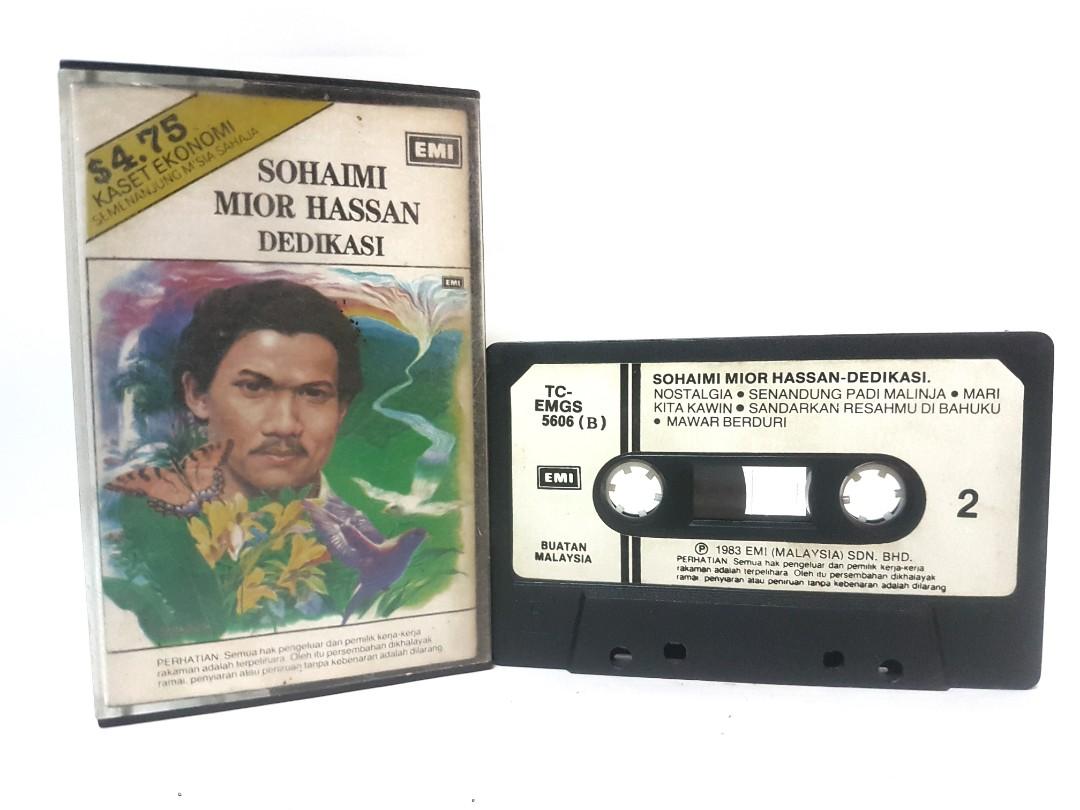 $4.75
KASET EKONOMI
SEMENANJUNG M'SIA SAHAJA
EMI
SOHAIMI
MIOR HASSAN
DEDIKASI
EMI
PERHATIAN: Semua hak pengeluar dan pemilik kerja-kerja
rakaman adalah terpelihara. Oleh itu persembahan dikhalayak
ramai, penyiaran atau peniruan tanpa kebenaran adalah dilarang.
TC-
EMGS
5606 (B)
EMI
BUATAN
MALAYSIA
SOHAIMI MIOR HASSAN-DEDIKASI.
NOSTALGIA • SENANDUNG PADI MALINJA • MARI
KITA KAWIN • SANDARKAN RESAHMU DI BAHUKU
• MAWAR BERDURI
2
Ⓟ 1983 EMI (MALAYSIA) SDN. BHD.
PERHATIAN: Semua hak pengeluar dan pemilik kerja-kerja
rakaman adalah terpelihara. Oleh itu persembahan dikhalayak
ramai, penyiaran atau peniruan tanpa kebenaran adalah dilarang